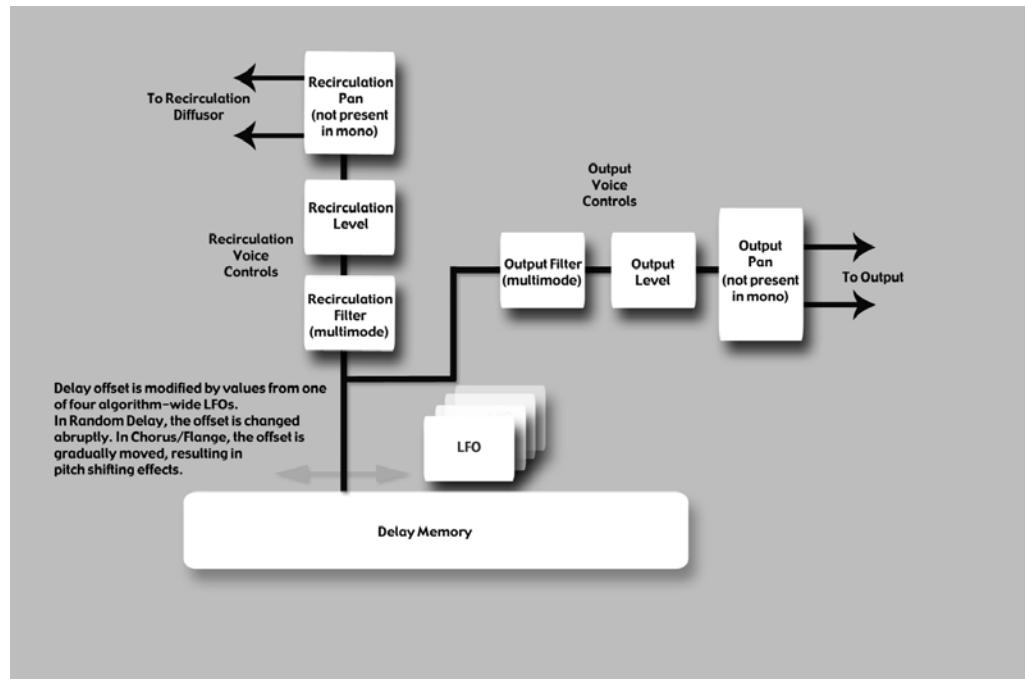 Recirculation
Pan
(not present
in mono)
To Recirculation
Diffusor
Recirculation
Level
Recirculation
Voice
Controls
Recirculation
Filter
(multimode)
Output
Voice
Controls
Output Filter
(multimode)
Output
Level
Output
Pan
(not present
in mono)
To Output
Delay offset is modified by values from one
of four algorithm-wide LFOs.
In Random Delay, the offset is changed
abruptly. In Chorus/Flange, the offset is
gradually moved, resulting in
pitch shifting effects.
LFO
Delay Memory